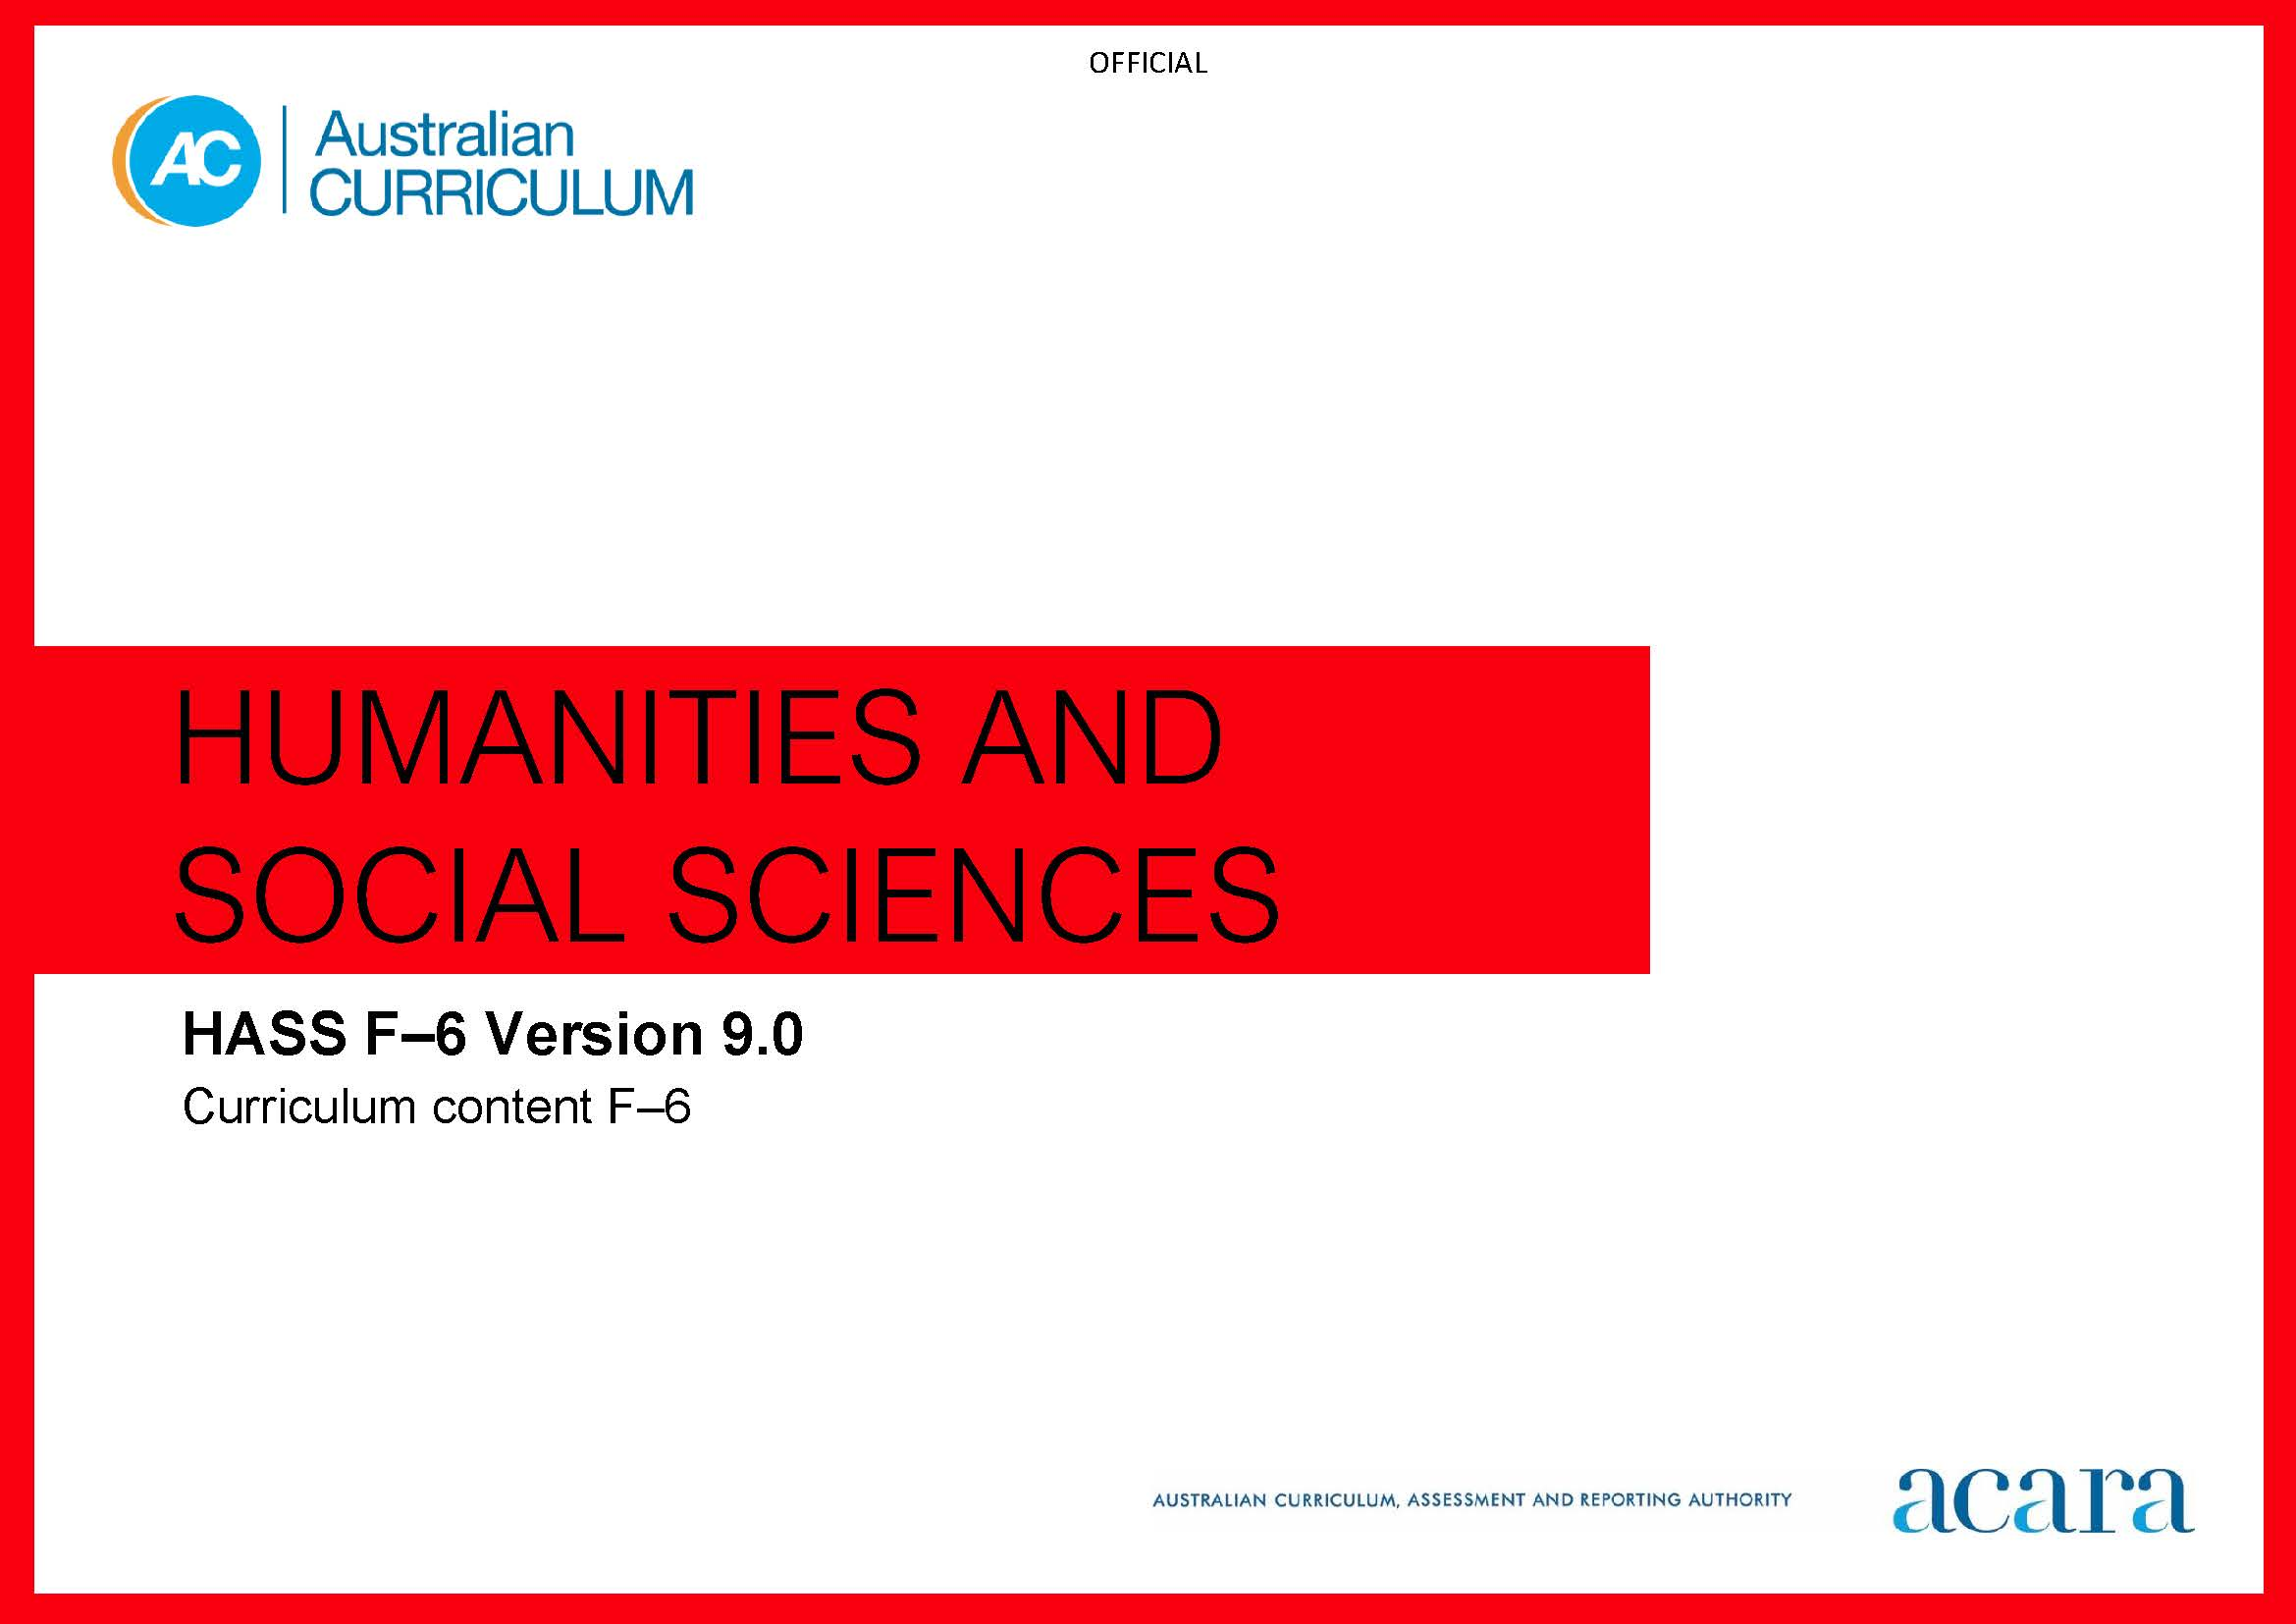 OFFICIAL
AC
Australian
CURRICULUM
HUMANITIES AND
SOCIAL SCIENCES
HASS F–6 Version 9.0
Curriculum content F–6
AUSTRALIAN CURRICULUM, ASSESSMENT AND REPORTING AUTHORITY
acara